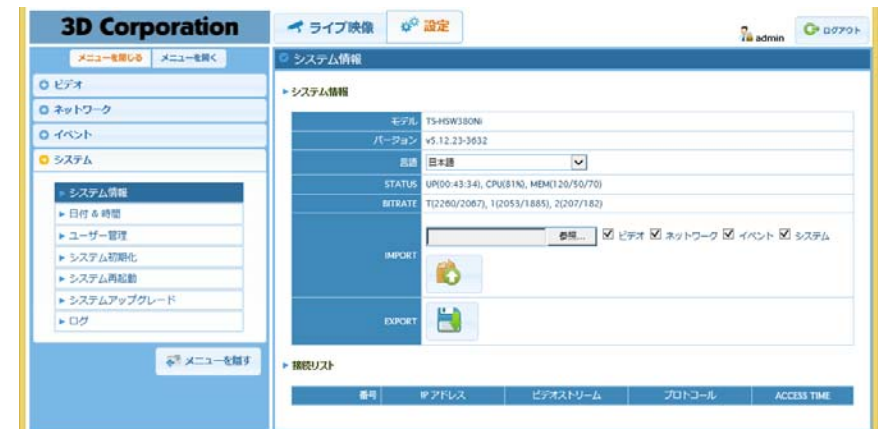 3D Corporation
ライブ映像 設定 admin ログアウト
メニューを閉じる メニューを開く
システム情報
ビデオ
ネットワーク
イベント
システム
システム情報
日付 & 時間
ユーザー管理
システム初期化
システム再起動
システムアップグレード
ログ
メニューを隠す
システム情報
モデル TS-HSW380Ni
バージョン v5.12.23-3632
言語 日本語
STATUS UP(00:43:34), CPU(81%), MEM(120/50/70)
BITRATE T(2260/2067), 1(2053/1885), 2(207/182)
IMPORT 参照... ビデオ ネットワーク イベント システム
EXPORT
接続リスト
番号 IP アドレス ビデオストリーム プロトコール ACCESS TIME